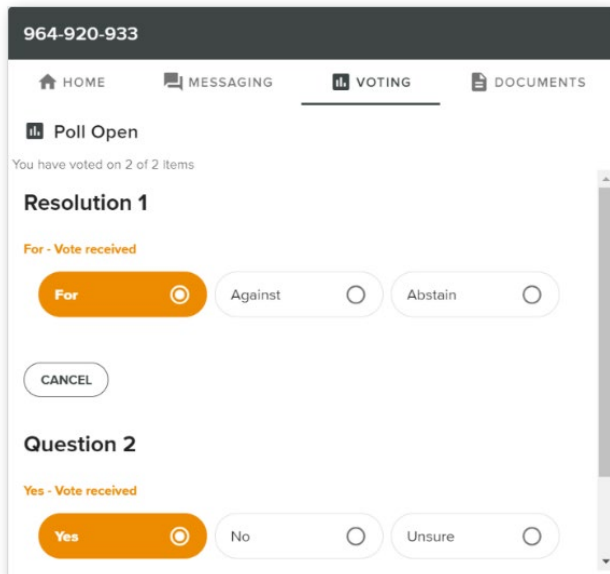 964-920-933
HOME MESSAGING VOTING DOCUMENTS
Poll Open
You have voted on 2 of 2 items
Resolution 1
For - Vote received
For Against Abstain
CANCEL
Question 2
Yes - Vote received
Yes No Unsure